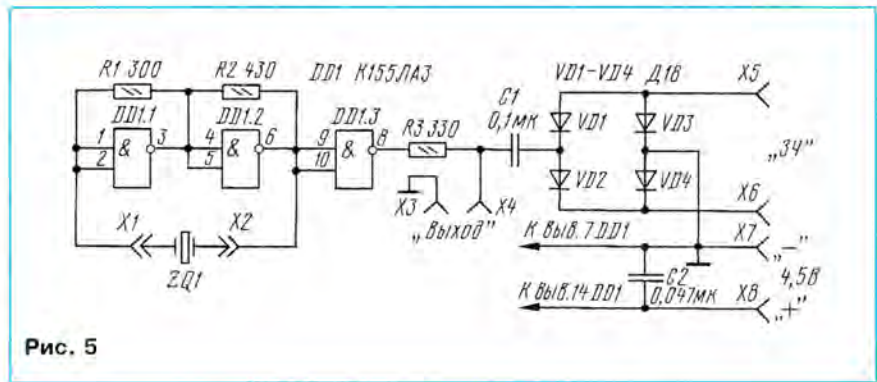 R1 300
R2 430
DD1 К155ЛА3
VD1-VD4 Д18
X5
DD1.1
DD1.2
DD1.3
C1
0,1мк
VD1
VD3
1
2
&
3
4
5
&
6
9
10
&
8
R3 330
„ЗЧ"
VD2
VD4
X1
X2
X3
X4
X6
„Выход"
К выв. 7 DD1
X7
„–"
ZQ1
C2
4,5В
К выв. 14 DD1
0,047мк
X8
„+"
Рис. 5